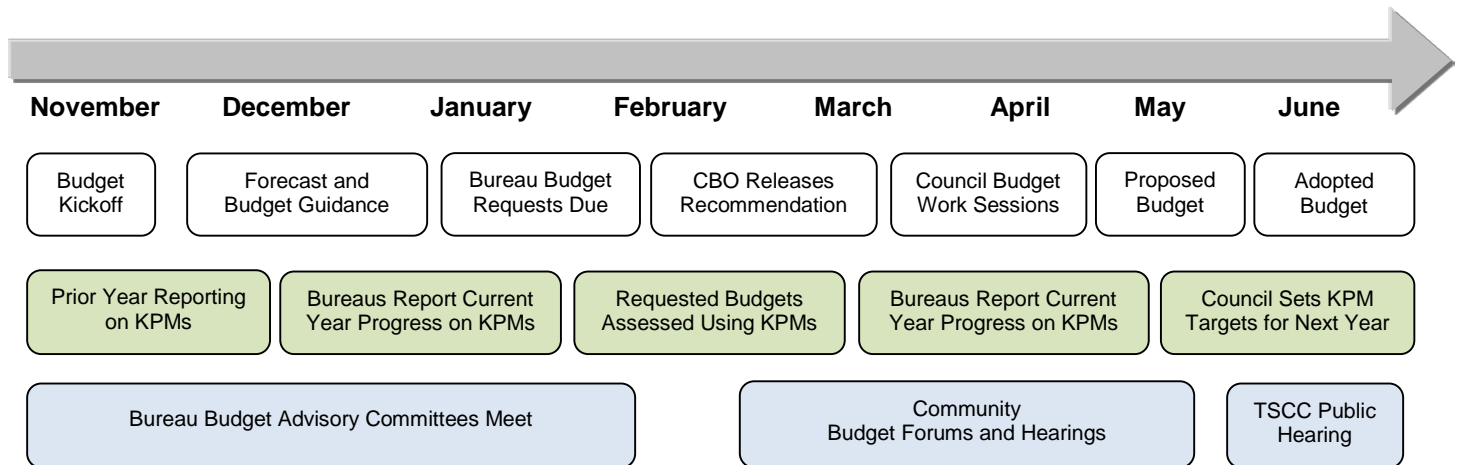 November December January February March April May June
Budget
Kickoff
Forecast and
Budget Guidance
Bureau Budget
Requests Due
CBO Releases
Recommendation
Council Budget
Work Sessions
Proposed
Budget
Adopted
Budget
Prior Year Reporting
on KPMs
Bureaus Report Current
Year Progress on KPMs
Requested Budgets
Assessed Using KPMs
Bureaus Report Current
Year Progress on KPMs
Council Sets KPM
Targets for Next Year
Bureau Budget Advisory Committees Meet
Community
Budget Forums and Hearings
TSCC Public
Hearing